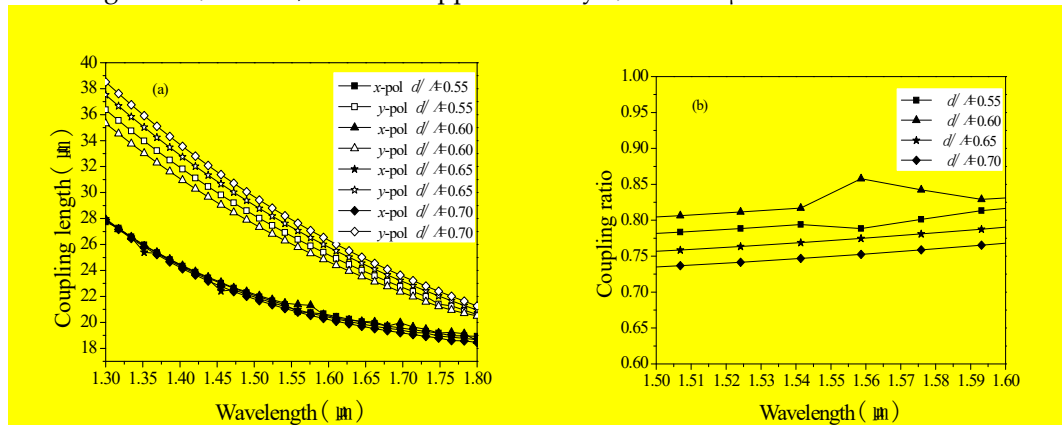 40
38
36
34
32
30
28
26
24
22
20
18
(a)
x-pol d/Λ=0.55
y-pol d/Λ=0.55
x-pol d/Λ=0.60
y-pol d/Λ=0.60
x-pol d/Λ=0.65
y-pol d/Λ=0.65
x-pol d/Λ=0.70
y-pol d/Λ=0.70
Coupling length (μm)
1.30 1.35 1.40 1.45 1.50 1.55 1.60 1.65 1.70 1.75 1.80
Wavelength (μm)
1.00
0.95
0.90
0.85
0.80
0.75
0.70
0.65
0.60
(b)
d/Λ=0.55
d/Λ=0.60
d/Λ=0.65
d/Λ=0.70
Coupling ratio
1.50 1.51 1.52 1.53 1.54 1.55 1.56 1.57 1.58 1.59 1.60
Wavelength (μm)